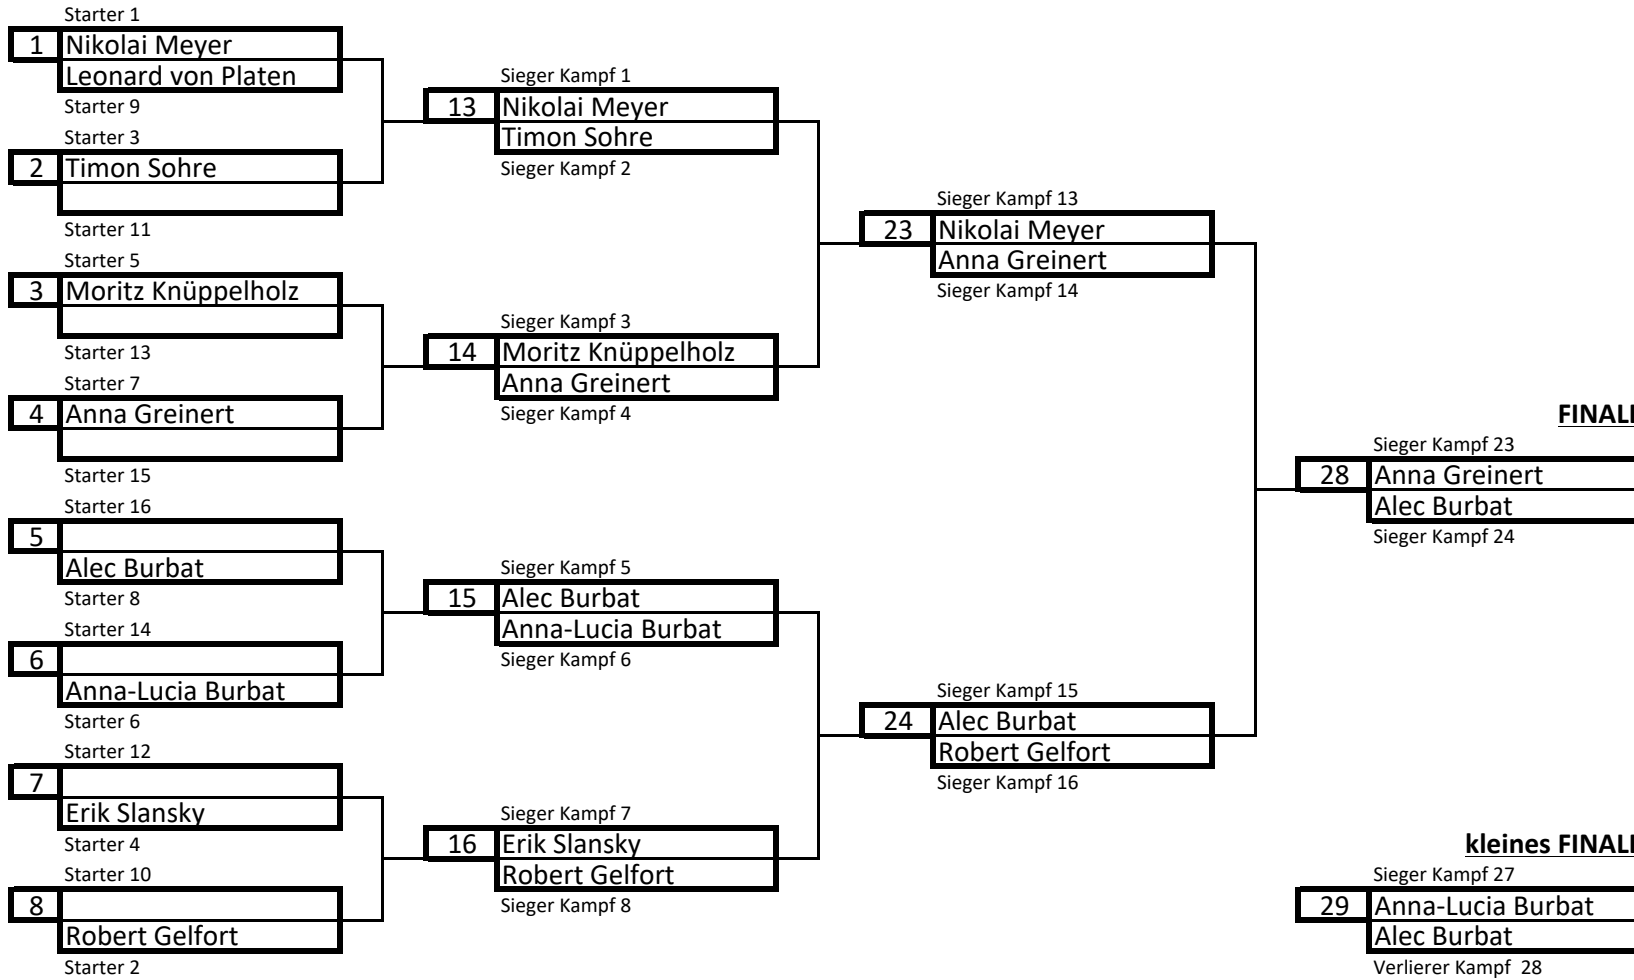 Starter 1
1 Nikolai Meyer
Leonard von Platen
Starter 9
Starter 3
2 Timon Sohre
Starter 11
Starter 5
3 Moritz Knüppelholz
Starter 13
Starter 7
4 Anna Greinert
Starter 15
Starter 16
5
Alec Burbat
Starter 8
Starter 14
6
Anna-Lucia Burbat
Starter 6
Starter 12
7
Erik Slansky
Starter 4
Starter 10
8
Robert Gelfort
Starter 2
Sieger Kampf 1
13 Nikolai Meyer
Timon Sohre
Sieger Kampf 2
Sieger Kampf 3
14 Moritz Knüppelholz
Anna Greinert
Sieger Kampf 4
Sieger Kampf 5
15 Alec Burbat
Anna-Lucia Burbat
Sieger Kampf 6
Sieger Kampf 7
16 Erik Slansky
Robert Gelfort
Sieger Kampf 8
Sieger Kampf 13
23 Nikolai Meyer
Anna Greinert
Sieger Kampf 14
Sieger Kampf 15
24 Alec Burbat
Robert Gelfort
Sieger Kampf 16
FINAL
Sieger Kampf 23
28 Anna Greinert
Alec Burbat
Sieger Kampf 24
kleines FINAL
Sieger Kampf 27
29 Anna-Lucia Burbat
Alec Burbat
Verlierer Kampf 28